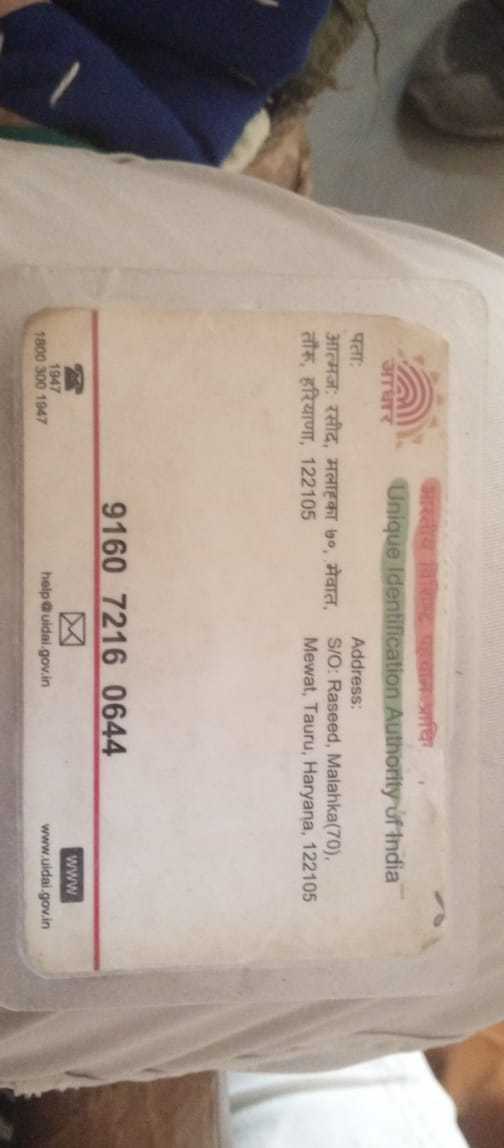 भारतीय विशिष्ट पहचान प्राधि
Unique Identification Authority of India
आधार
पता:
आत्मज: रसीद, मलाहका ७०, मेवात,
तौरू, हरियाणा, 122105
Address:
S/O: Raseed, Malahka(70),
Mewat, Tauru, Haryana, 122105
9160 7216 0644
1947
1800 300 1947
help@uidai.gov.in
WWW
www.uidai.gov.in